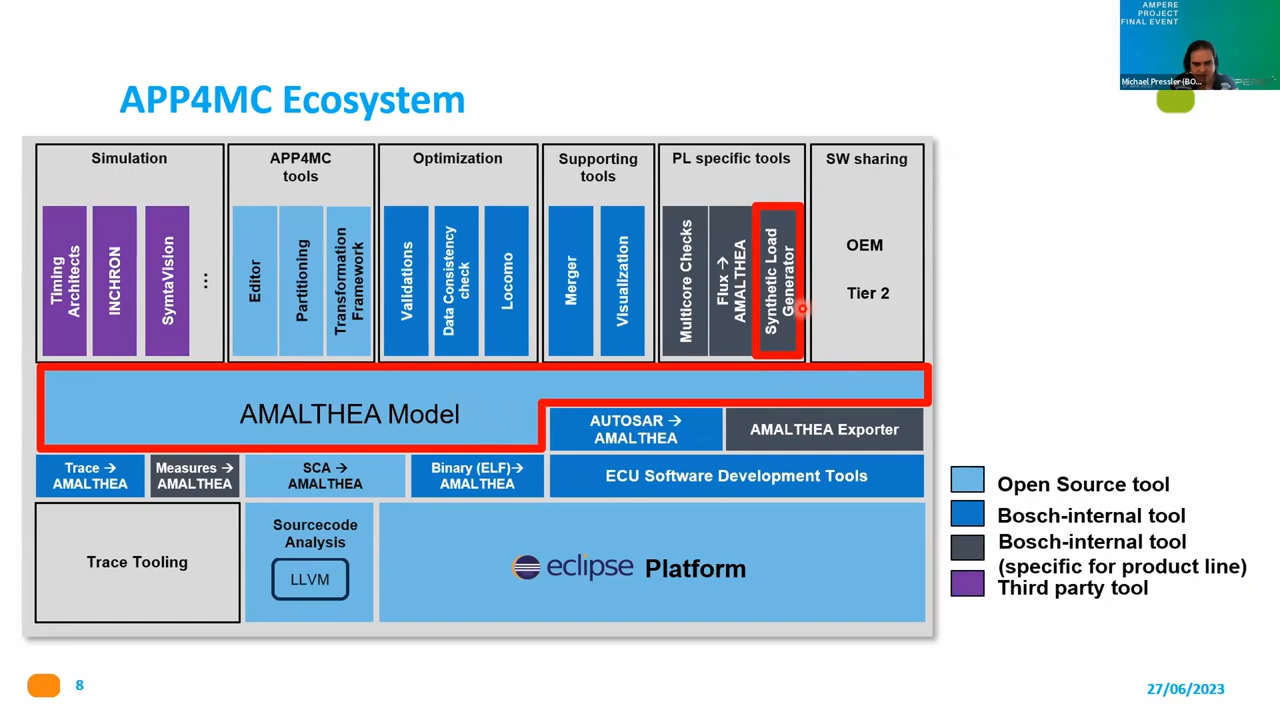 AMPERE
PROJECT
FINAL EVENT
Michael Pressler (BO...
APP4MC Ecosystem
Simulation
APP4MC
tools
Optimization
Supporting
tools
PL specific tools
SW sharing
Timing
Architects
INCHRON
SymtaVision
...
Editor
Partitioning
Transformation
Framework
Validations
Data Consistency
check
Locomo
Merger
Visualization
Multicore Checks
Flux →
AMALTHEA
Synthetic Load
Generator
OEM
Tier 2
AMALTHEA Model
AUTOSAR →
AMALTHEA
AMALTHEA Exporter
Trace →
AMALTHEA
Measures →
AMALTHEA
SCA →
AMALTHEA
Binary (ELF)→
AMALTHEA
ECU Software Development Tools
Trace Tooling
Sourcecode
Analysis
LLVM
eclipse Platform
Open Source tool
Bosch-internal tool
Bosch-internal tool
(specific for product line)
Third party tool
8
27/06/2023